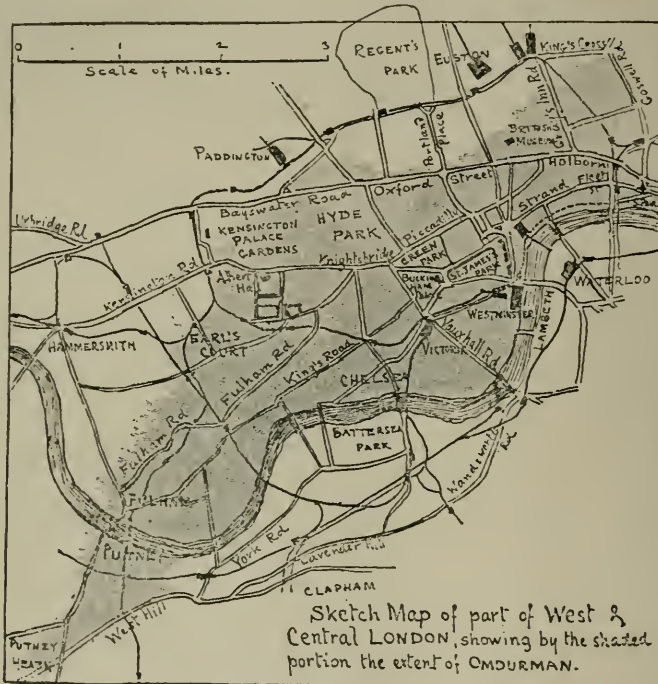 0 1 2 3
Scale of Miles.
REGENT'S
PARK
EUSTON
KING'S CROSS
Goswell Rd
Gray's Inn Rd
Portland
Place
BRITISH
MUSEUM
PADDINGTON
Holborn
Oxford Street
Fleet
St
Strand
Bayswater Road
Uxbridge Rd.
KENSINGTON
PALACE
GARDENS
HYDE
PARK
Piccadilly
GREEN
PARK
ST JAMES'S
PARK
Knightsbridge
Kensington Rd
Albert
Ha
BUCKINGHAM
WATERLOO
WESTMINSTER
LAMBETH
HAMMERSMITH
EARL'S
COURT
Fulham Rd
King's Road
VICTORIA
Vauxhall Rd
CHELSEA
BATTERSEA
PARK
Fulham Rd
Wandsworth
Rd
FULHAM
PUTNEY
York Rd
Lavender Hill
CLAPHAM
West Hill
PUTNEY
HEATH
Sketch Map of part of West &
Central LONDON, showing by the shaded
portion the extent of OMDURMAN.